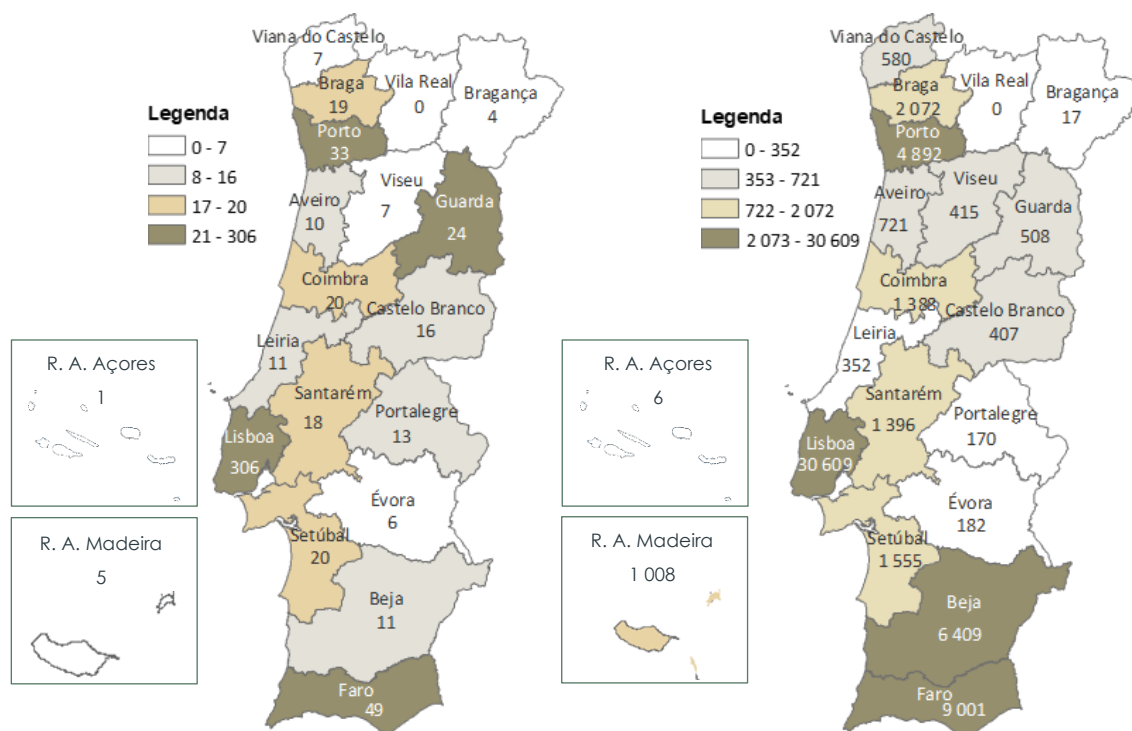 Viana do Castelo
7
Braga
19
Vila Real
0
Bragança
4
Legenda
0 - 7
8 - 16
17 - 20
21 - 306
Porto
33
Aveiro
10
Viseu
7
Guarda
24
Coimbra
20
Castelo Branco
16
Leiria
11
R. A. Açores
1
Santarém
18
Portalegre
13
Lisboa
306
Évora
6
Setúbal
20
R. A. Madeira
5
Beja
11
Faro
49
Viana do Castelo
580
Braga
2 072
Vila Real
0
Bragança
17
Legenda
0 - 352
353 - 721
722 - 2 072
2 073 - 30 609
Porto
4 892
Aveiro
721
Viseu
415
Guarda
508
Coimbra
1 388
Castelo Branco
407
Leiria
352
R. A. Açores
6
Santarém
1 396
Portalegre
170
Lisboa
30 609
Évora
182
Setúbal
1 555
R. A. Madeira
1 008
Beja
6 409
Faro
9 001